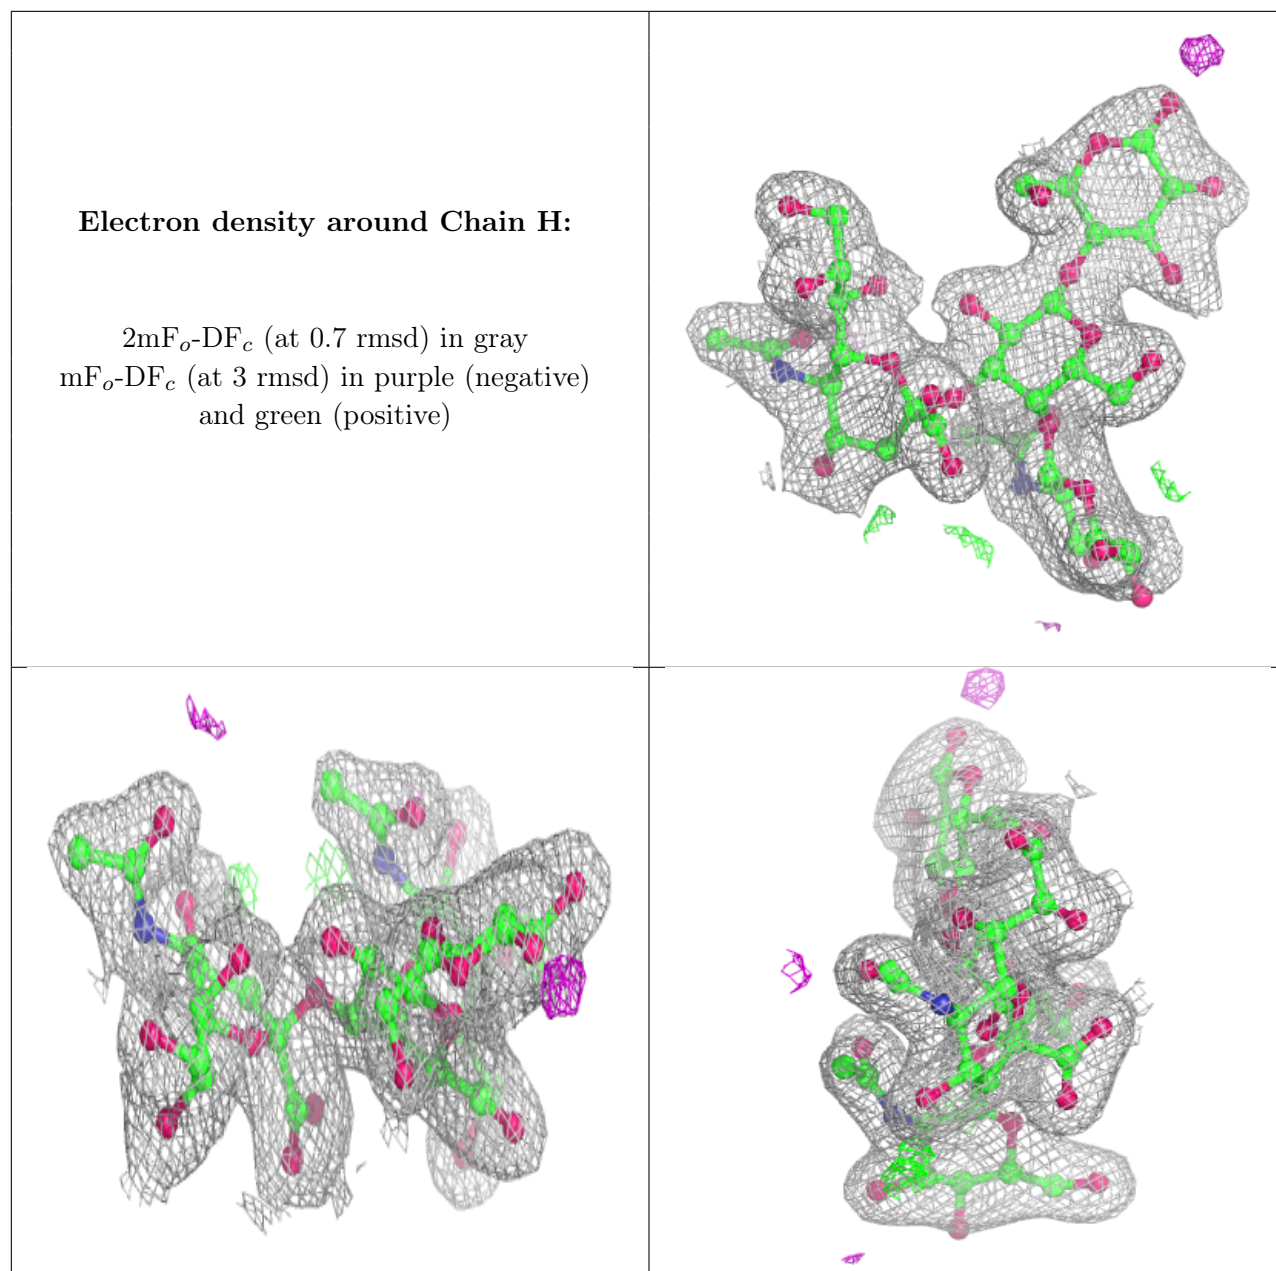 Electron density around Chain H:
2mFₒ-DF𝒸 (at 0.7 rmsd) in gray
mFₒ-DF𝒸 (at 3 rmsd) in purple (negative)
and green (positive)